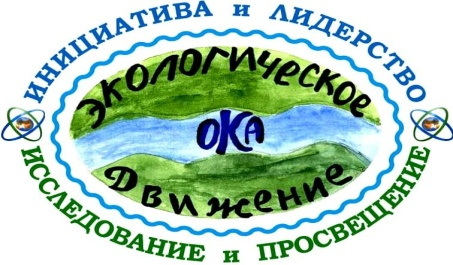 ИНИЦИАТИВА и ЛИДЕРСТВО
ЭКОЛОГИЧЕСКОЕ
ОКА
Движение
ИССЛЕДОВАНИЕ и ПРОСВЕЩЕНИЕ